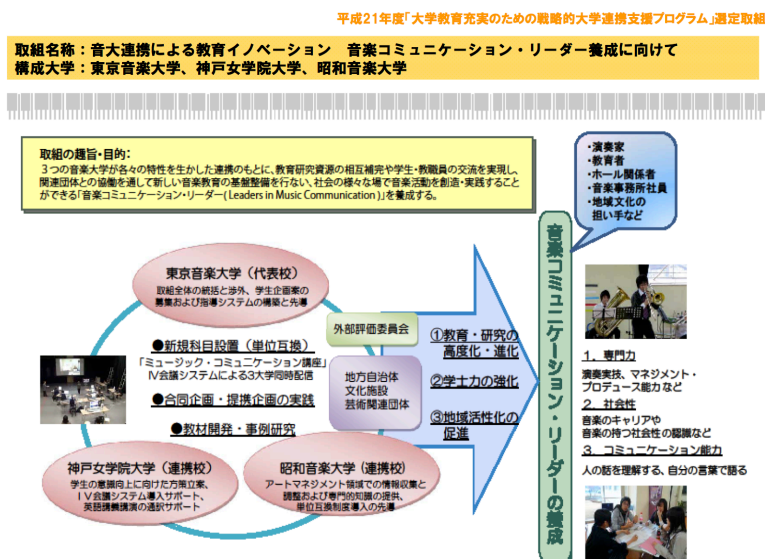 平成21年度「大学教育充実のための戦略的大学連携支援プログラム」選定取組
取組名称：音大連携による教育イノベーション　音楽コミュニケーション・リーダー養成に向けて
構成大学：東京音楽大学、神戸女学院大学、昭和音楽大学
取組の趣旨・目的：
３つの音楽大学が各々の特性を生かした連携のもとに、教育研究資源の相互補完や学生・教職員の交流を実現し、
関連団体との協働を通して新しい音楽教育の基盤整備を行ない、社会の様々な場で音楽活動を創造・実践すること
ができる「音楽コミュニケーション・リーダー(Leaders in Music Communication)」を養成する。
・演奏家
・教育者
・ホール関係者
・音楽事務所社員
・地域文化の
担い手など
東京音楽大学（代表校）
取組全体の統括と渉外、学生企画案の
募集および指導システムの構築と先導
●新規科目設置（単位互換）
「ミュージック・コミュニケーション講座」
IV会議システムによる3大学同時配信
●合同企画・提携企画の実践
●教材開発・事例研究
神戸女学院大学（連携校）
学生の意識向上に向けた方策立案、
ＩＶ会議システム導入サポート、
英語講義講演の通訳サポート
昭和音楽大学（連携校）
アートマネジメント領域での情報収集と
調整および専門的知識の提供、
単位互換制度導入の先導
外部評価委員会
地方自治体
文化施設
芸術関連団体
①教育・研究の
高度化・進化
②学士力の強化
③地域活性化の
促進
音楽コミュニケーション・リーダーの養成
１．専門力
演奏実技、マネジメント・
プロデュース能力など
２．社会性
音楽のキャリアや
音楽の持つ社会性の認識など
３．コミュニケーション能力
人の話を理解する、自分の言葉で語る